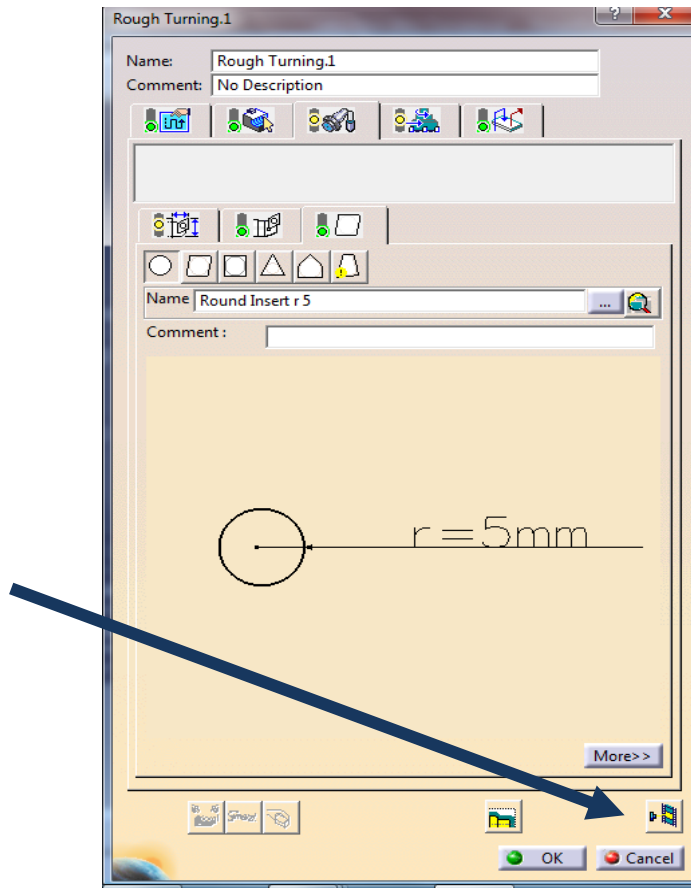 Rough Turning.1
Name: Rough Turning.1
Comment: No Description
Name Round Insert r 5 ...
Comment :
r=5mm
More>>
OK Cancel